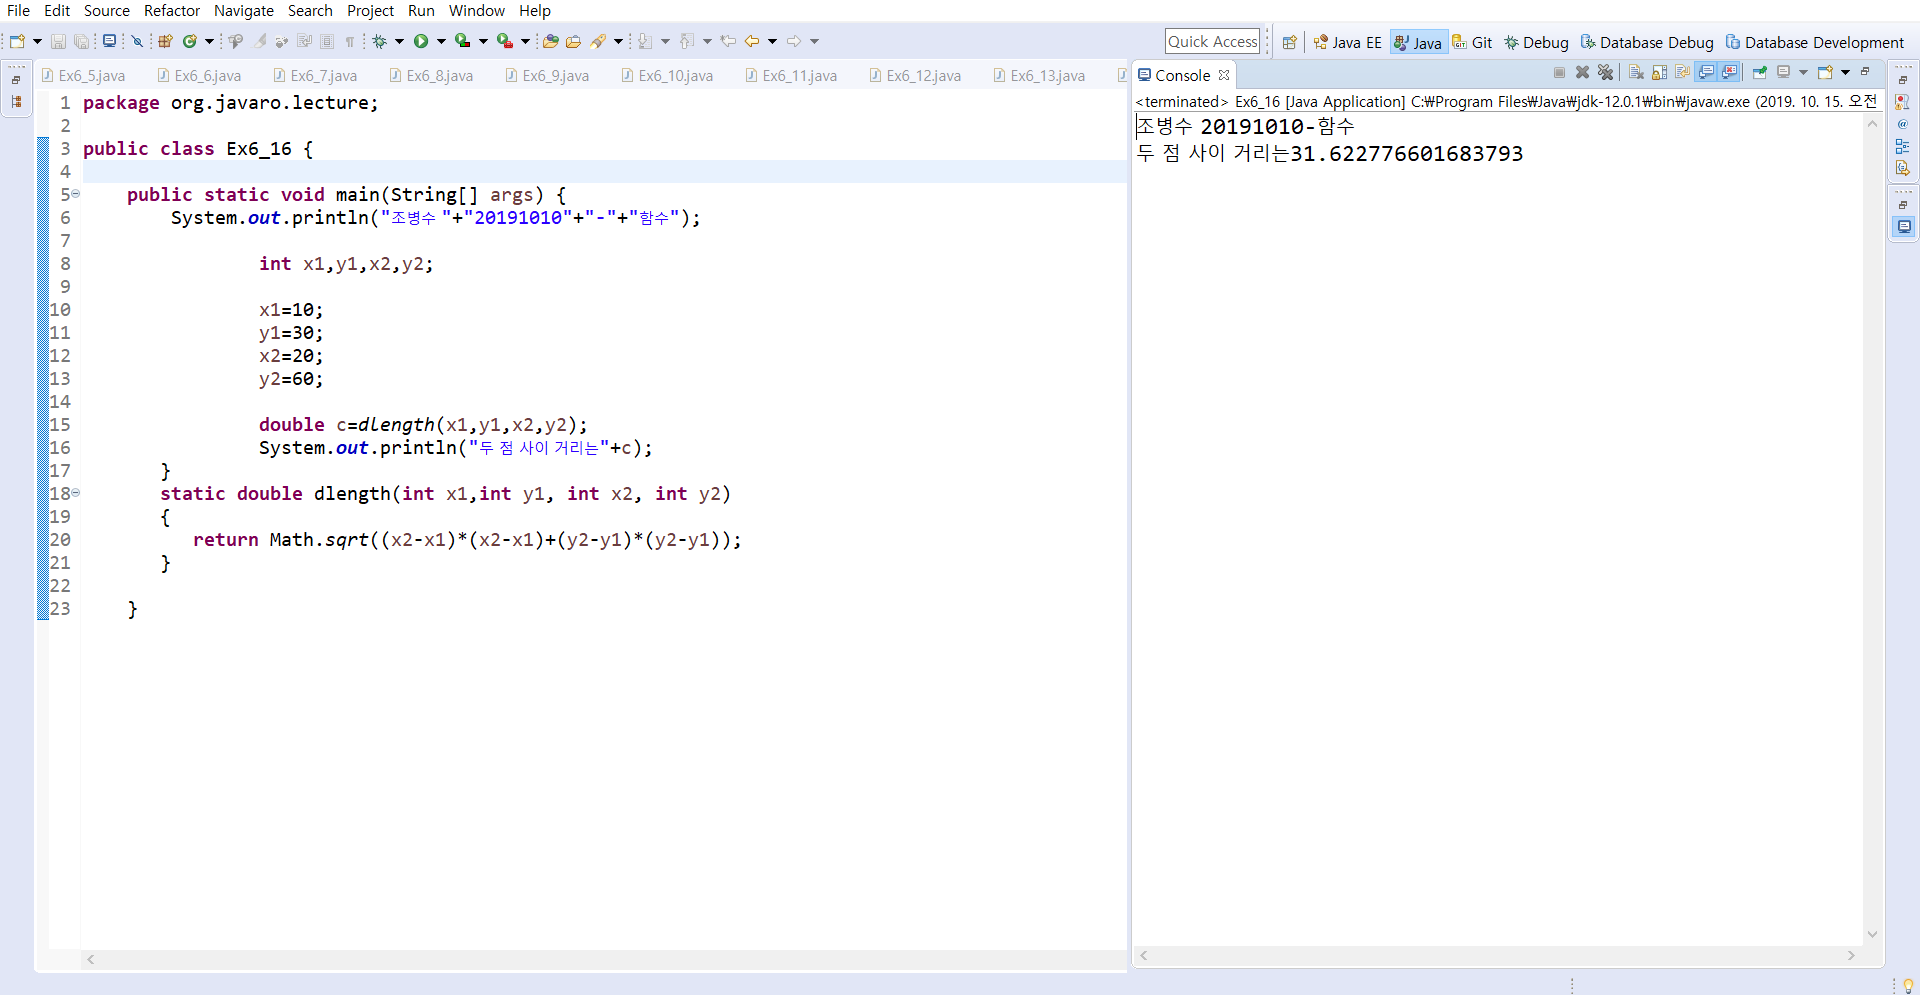 File Edit Source Refactor Navigate Search Project Run Window Help
Quick Access Java EE Java Git Debug Database Debug Database Development
Ex6_5.java Ex6_6.java Ex6_7.java Ex6_8.java Ex6_9.java Ex6_10.java Ex6_11.java Ex6_12.java Ex6_13.java
1 package org.javaro.lecture;
2
3 public class Ex6_16 {
4
5 public static void main(String[] args) {
6 System.out.println("조병수 "+"20191010"+"-"+"함수");
7
8 int x1,y1,x2,y2;
9
10 x1=10;
11 y1=30;
12 x2=20;
13 y2=60;
14
15 double c=dlength(x1,y1,x2,y2);
16 System.out.println("두 점 사이 거리는"+c);
17 }
18 static double dlength(int x1,int y1, int x2, int y2)
19 {
20 return Math.sqrt((x2-x1)*(x2-x1)+(y2-y1)*(y2-y1));
21 }
22
23 }
Console
<terminated> Ex6_16 [Java Application] C:₩Program Files₩Java₩jdk-12.0.1₩bin₩javaw.exe (2019. 10. 15. 오전
조병수 20191010-함수
두 점 사이 거리는31.622776601683793